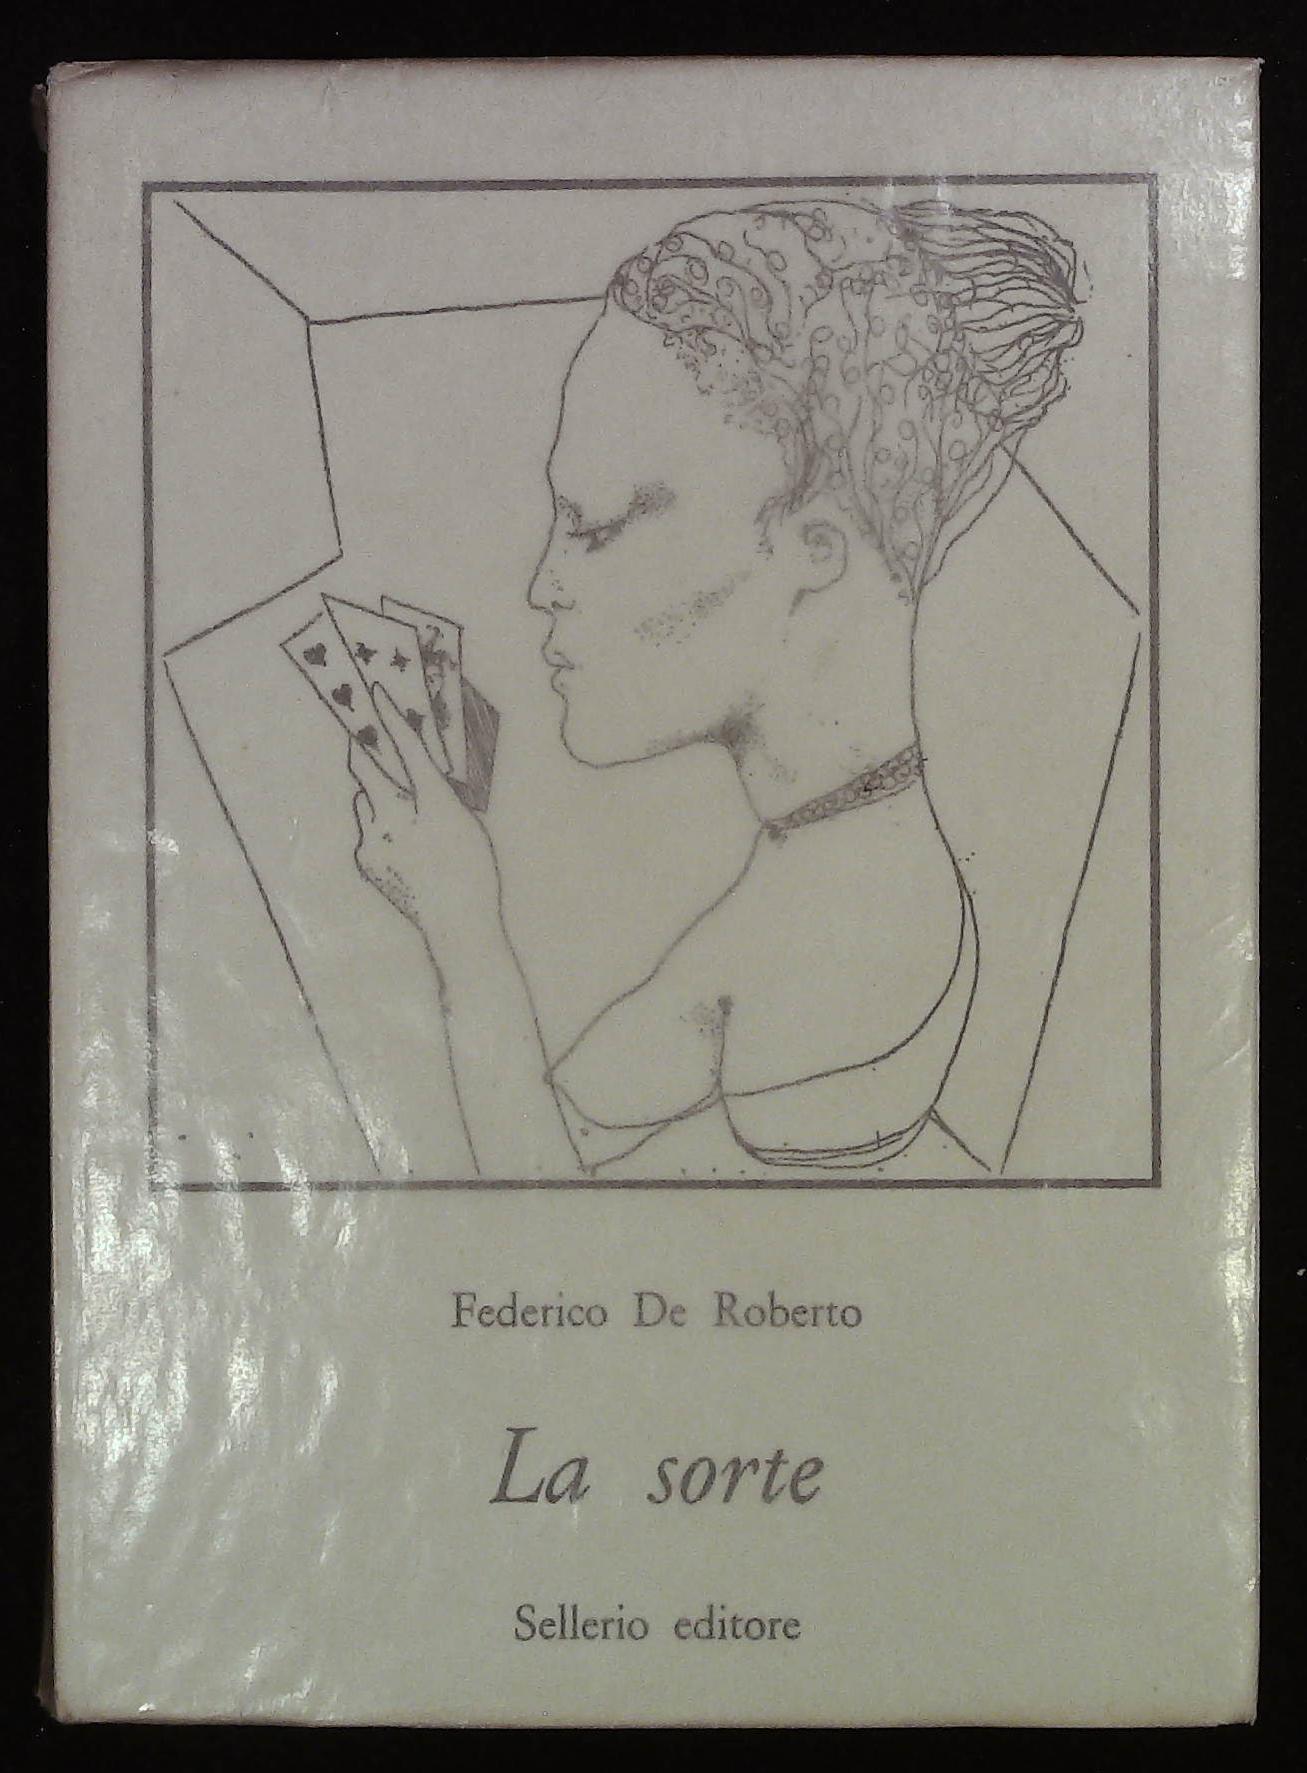 Federico De Roberto
La sorte
Sellerio editore